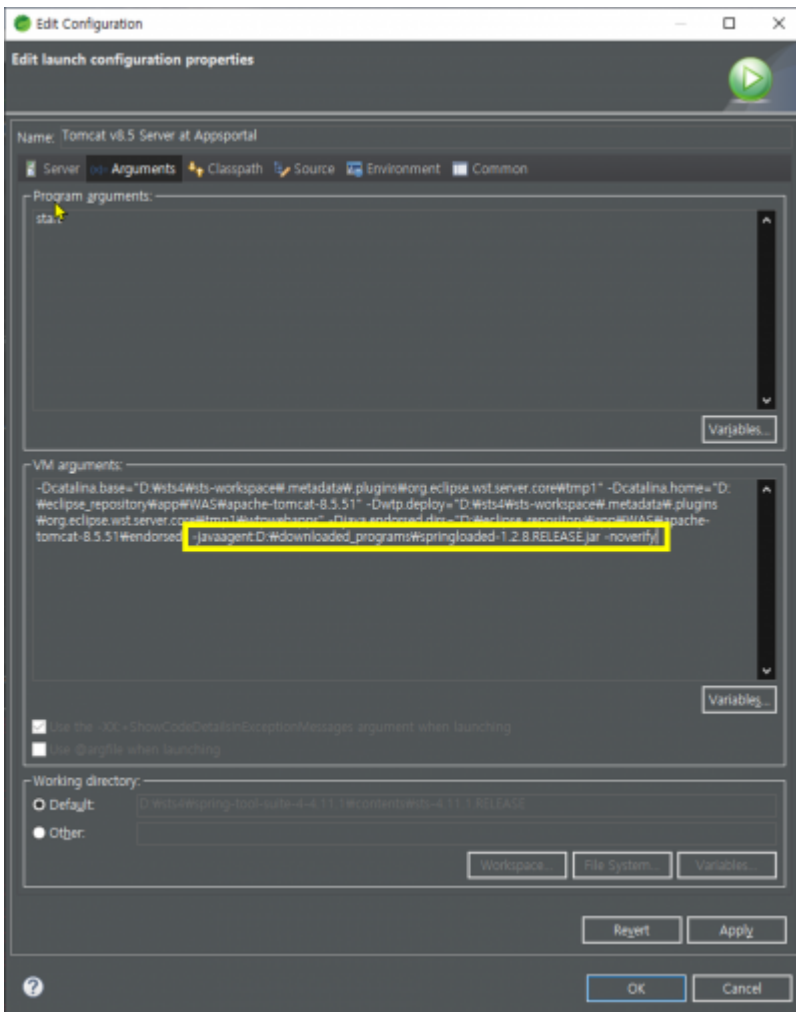 Edit Configuration
Edit launch configuration properties
Name: Tomcat v8.5 Server at Appsportal
Server Arguments Classpath Source Environment Common
Program arguments:
Variables...
VM arguments:
-Dcatalina.base="D:₩sts4₩sts-workspace₩.metadata₩.plugins₩org.eclipse.wst.server.core₩tmp1" -Dcatalina.home="D:
₩eclipse_repository₩app₩WAS₩apache-tomcat-8.5.51" -Dwtp.deploy="D:₩sts4₩sts-workspace₩.metadata₩.plugins
₩org.eclipse.wst.server.core₩tmp1₩wtpwebapps" -Djava.endorsed.dirs="D:₩eclipse_repository₩app₩WAS₩apache-
tomcat-8.5.51₩endorsed -javaagent:D:₩downloaded_programs₩springloaded-1.2.8.RELEASE.jar -noverify
Variables...
Use the -XX:+ShowCodeDetailsInExceptionMessages argument when launching
Use @argfile when launching
Working directory:
Default: D:₩sts4₩spring-tool-suite-4-4.11.1₩contents₩sts-4.11.1.RELEASE
Other:
Workspace... File System... Variables...
Revert Apply
OK Cancel